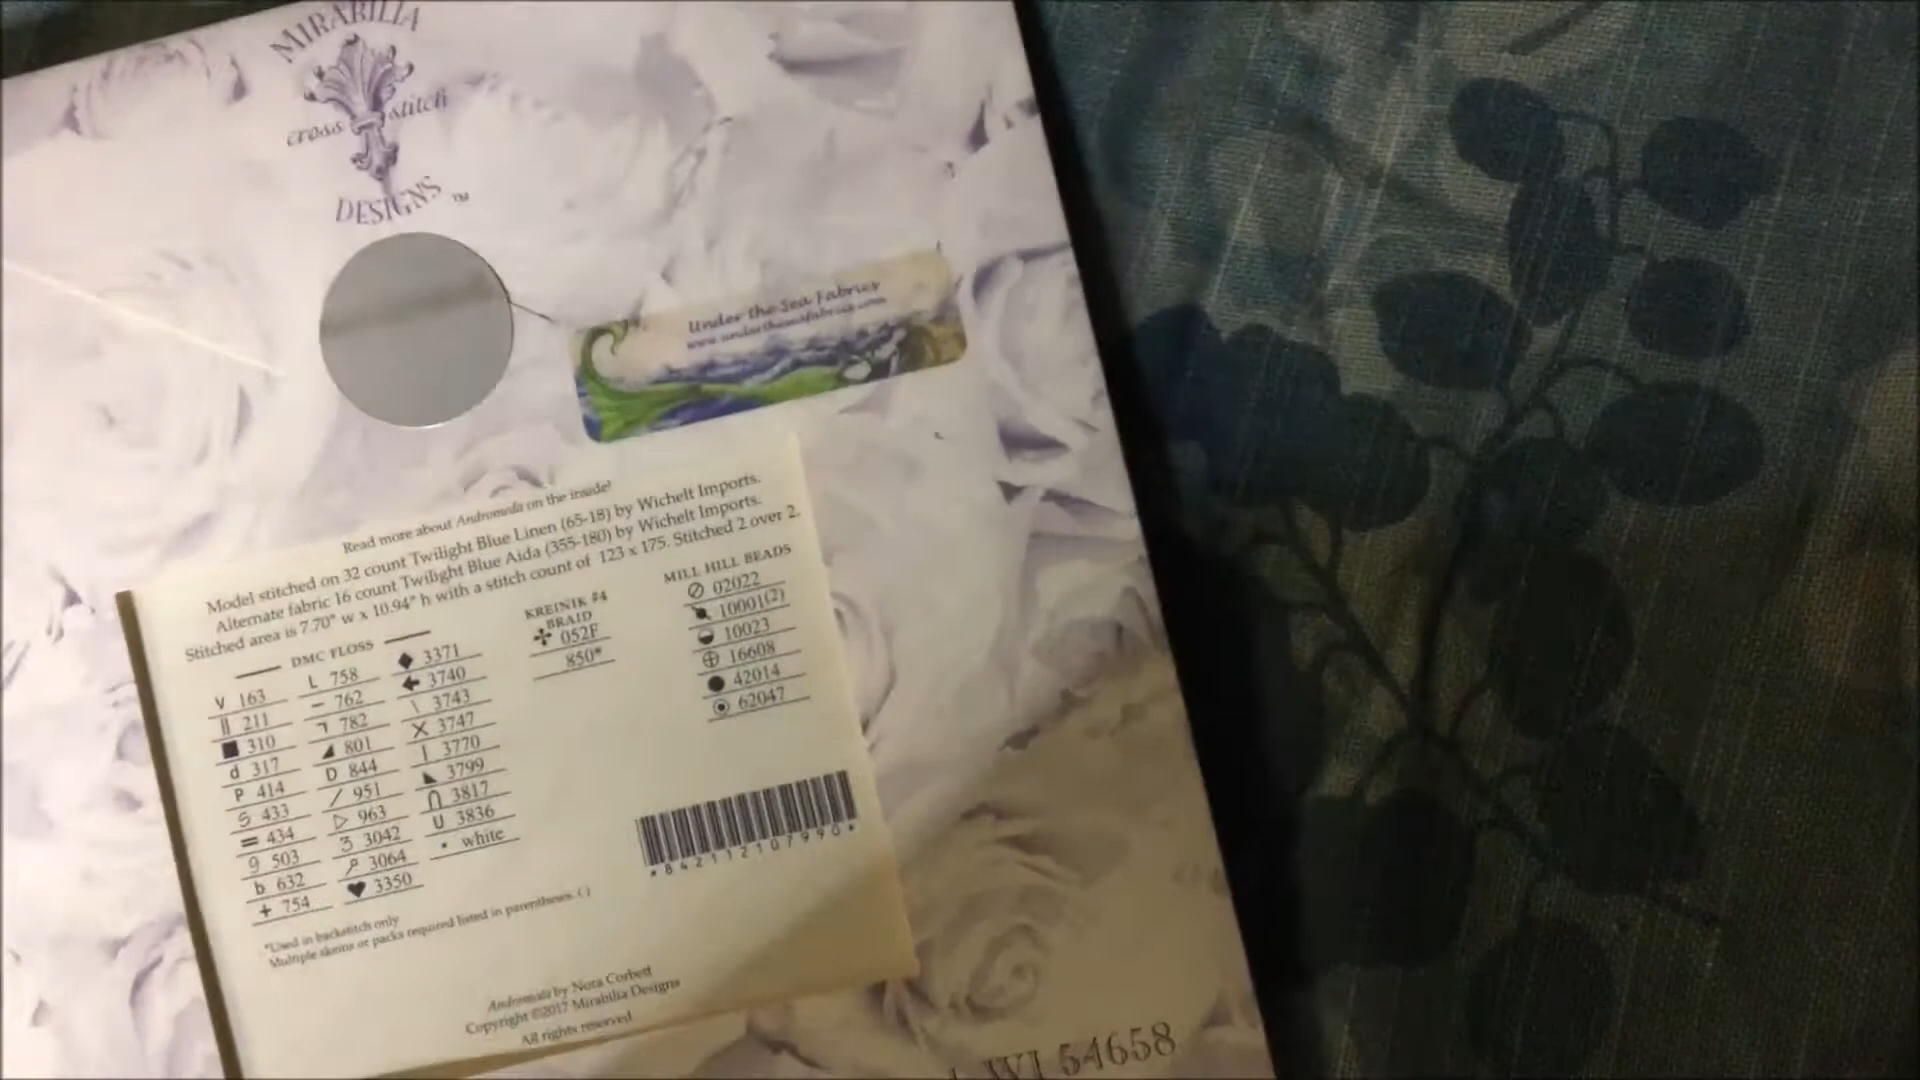 MIRABILIA
cross stitch
DESIGNS ™
Under the Sea Fabrics
www.undertheseafabrics.com
Read more about Andromeda on the inside!
Model stitched on 32 count Twilight Blue Linen (65-18) by Wichelt Imports.
Alternate fabric 16 count Twilight Blue Aida (355-180) by Wichelt Imports.
Stitched area is 7.70" w x 10.94" h with a stitch count of 123 x 175. Stitched 2 over 2.
DMC FLOSS
V 163
|| 211
■ 310
d 317
P 414
S 433
= 434
9 503
b 632
+ 754
L 758
– 762
¬ 782
◢ 801
D 844
/ 951
▷ 963
3 3042
3064
♥ 3350
◆ 3371
3740
\ 3743
X 3747
| 3770
◣ 3799
∩ 3817
U 3836
• white
KREINIK #4
BRAID
✣ 052F
850*
MILL HILL BEADS
⊘ 02022
10001(2)
10023
⊕ 16608
● 42014
⊙ 62047
*84211210 7990*
*Used in backstitch only
Multiple skeins or packs required listed in parentheses. ( )
Andromeda by Nora Corbett
Copyright ©2017 Mirabilia Designs
All rights reserved
WI 54658